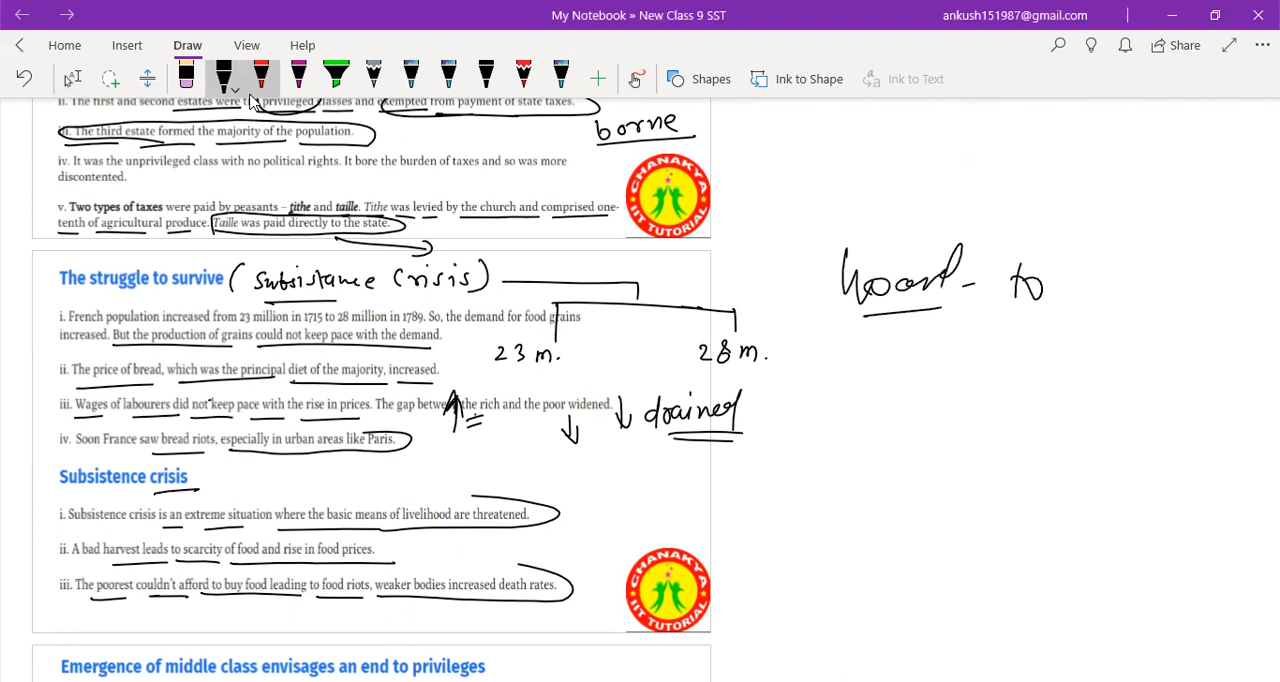 My Notebook » New Class 9 SST
ankush151987@gmail.com
Home Insert Draw View Help
Share
Shapes
Ink to Shape
Ink to Text
ii. The first and second estates were the privileged classes and exempted from payment of state taxes.
iii. The third estate formed the majority of the population.
borne
iv. It was the unprivileged class with no political rights. It bore the burden of taxes and so was more
discontented.
v. Two types of taxes were paid by peasants – tithe and taille. Tithe was levied by the church and comprised one-
tenth of agricultural produce. Taille was paid directly to the state.
CHANAKYA
IIT TUTORIAL
The struggle to survive (Subsistance Crisis)
to
i. French population increased from 23 million in 1715 to 28 million in 1789. So, the demand for food grains
increased. But the production of grains could not keep pace with the demand.
23 m. 28 m.
ii. The price of bread, which was the principal diet of the majority, increased.
iii. Wages of labourers did not keep pace with the rise in prices. The gap between the rich and the poor widened.
drained
iv. Soon France saw bread riots, especially in urban areas like Paris.
Subsistence crisis
i. Subsistence crisis is an extreme situation where the basic means of livelihood are threatened.
ii. A bad harvest leads to scarcity of food and rise in food prices.
iii. The poorest couldn't afford to buy food leading to food riots, weaker bodies increased death rates.
CHANAKYA
IIT TUTORIAL
Emergence of middle class envisages an end to privileges